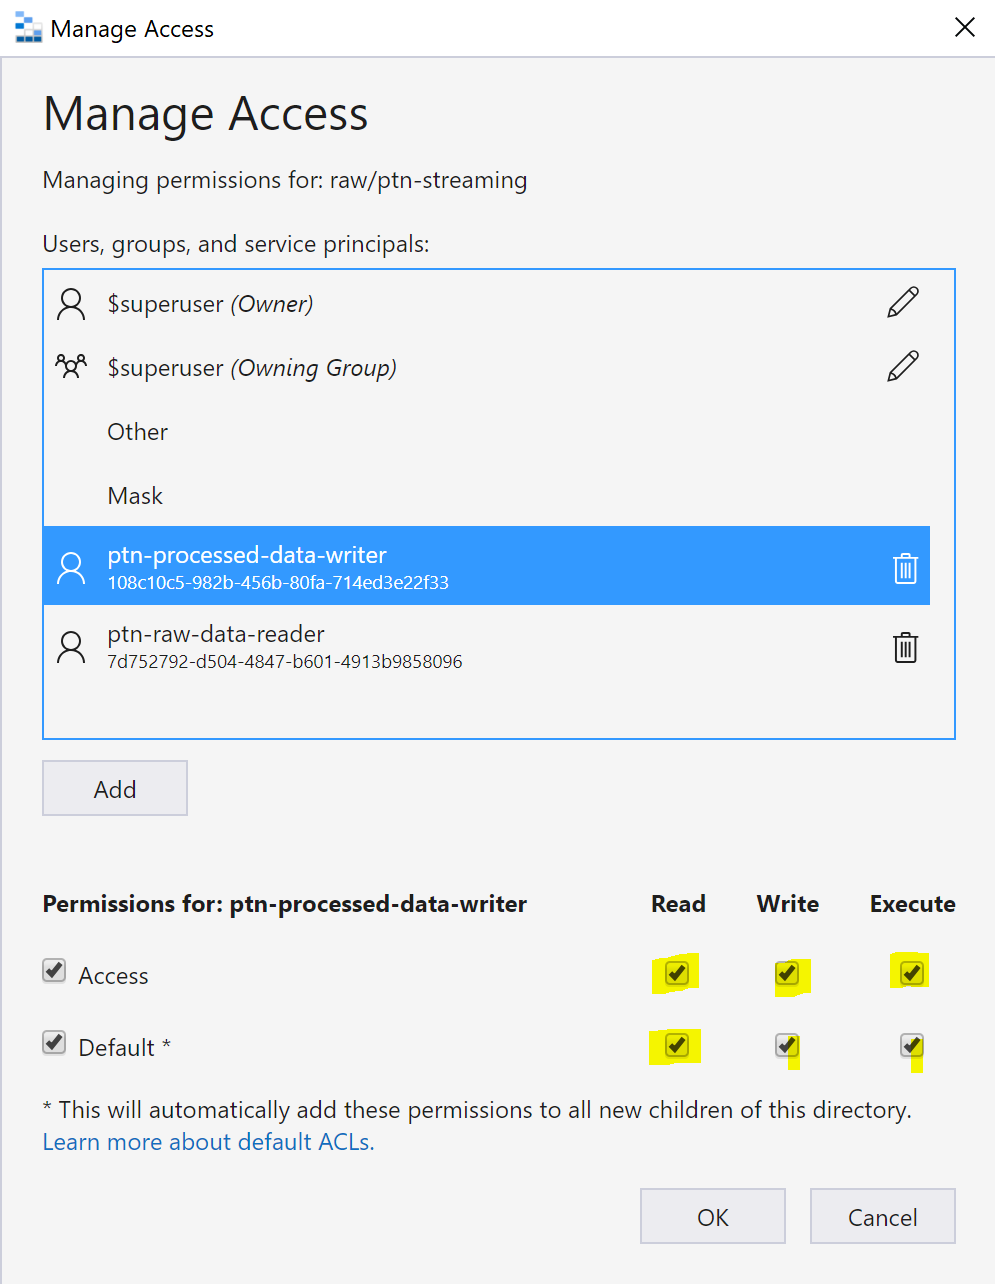 Manage Access
Manage Access
Managing permissions for: raw/ptn-streaming
Users, groups, and service principals:
$superuser (Owner)
$superuser (Owning Group)
Other
Mask
ptn-processed-data-writer
108c10c5-982b-456b-80fa-714ed3e22f33
ptn-raw-data-reader
7d752792-d504-4847-b601-4913b9858096
Add
Permissions for: ptn-processed-data-writer Read Write Execute
Access
Default *
* This will automatically add these permissions to all new children of this directory.
Learn more about default ACLs.
OK Cancel